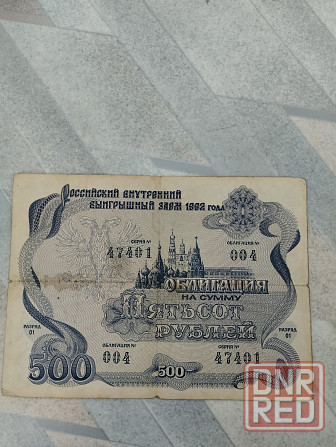 Российский внутренний
выигрышный заем 1992 года
СЕРИЯ №
47401
ОБЛИГАЦИЯ №
004
ОБЛИГАЦИЯ
НА СУММУ
ПЯТЬСОТ
РУБЛЕЙ
РАЗРЯД
01
РАЗРЯД
01
ОБЛИГАЦИЯ №
004
СЕРИЯ №
47401
500
500
DNR
RED